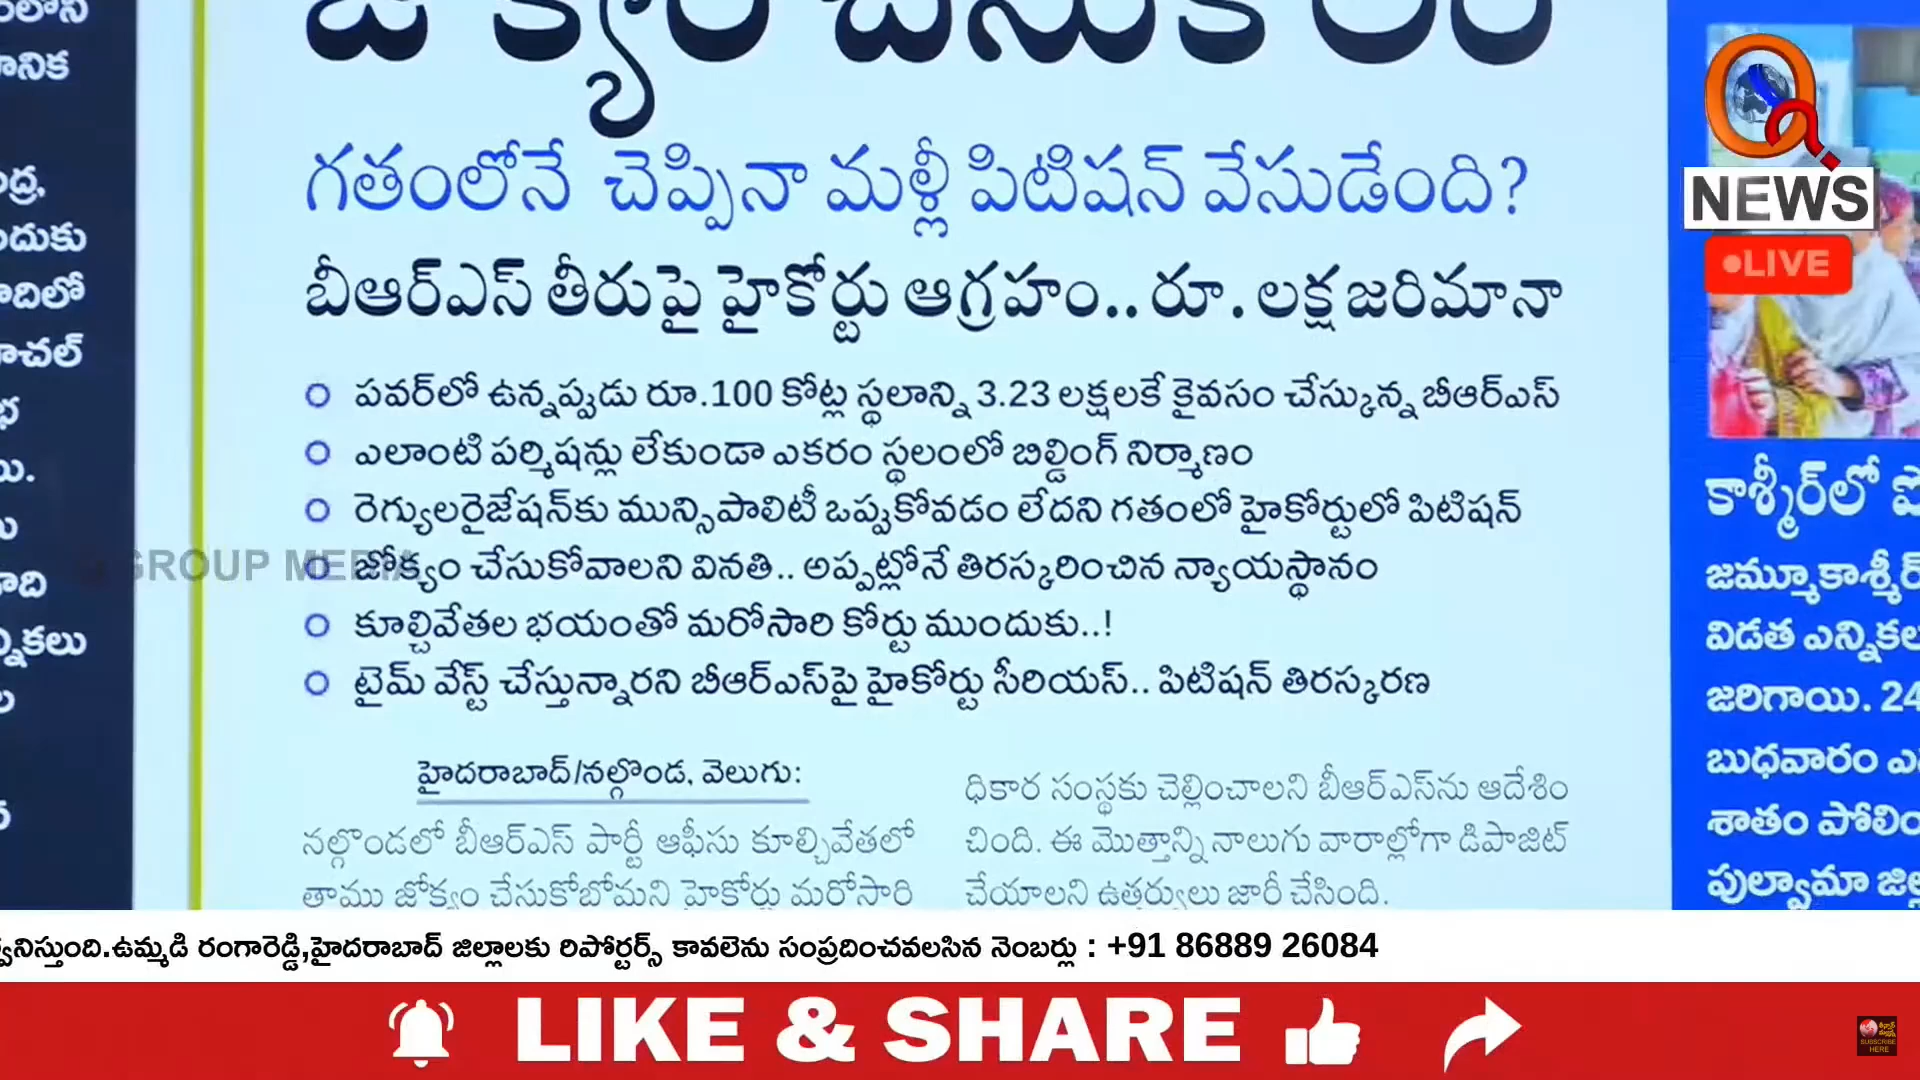 గతంలోనే చెప్పినా మళ్లీ పిటిషన్ వేసుడేంది?
బీఆర్ఎస్ తీరుపై హైకోర్టు ఆగ్రహం.. రూ. లక్ష జరిమానా
పవర్‌లో ఉన్నప్పుడు రూ.100 కోట్ల స్థలాన్ని 3.23 లక్షలకే కైవసం చేస్కున్న బీఆర్ఎస్
ఎలాంటి పర్మిషన్లు లేకుండా ఎకరం స్థలంలో బిల్డింగ్ నిర్మాణం
రెగ్యులరైజేషన్‌కు మున్సిపాలిటీ ఒప్పుకోవడం లేదని గతంలో హైకోర్టులో పిటిషన్
జోక్యం చేసుకోవాలని వినతి.. అప్పట్లోనే తిరస్కరించిన న్యాయస్థానం
కూల్చివేతల భయంతో మరోసారి కోర్టు ముందుకు..!
టైమ్ వేస్ట్ చేస్తున్నారని బీఆర్ఎస్‌పై హైకోర్టు సీరియస్.. పిటిషన్ తిరస్కరణ
హైదరాబాద్/నల్గొండ, వెలుగు:
నల్గొండలో బీఆర్ఎస్ పార్టీ ఆఫీసు కూల్చివేతలో
తాము జోక్యం చేసుకోబోమని హైకోర్టు మరోసారి
ధికార సంస్థకు చెల్లించాలని బీఆర్ఎస్‌ను ఆదేశిం
చింది. ఈ మొత్తాన్ని నాలుగు వారాల్లోగా డిపాజిట్
చేయాలని ఉత్తర్వులు జారీ చేసింది.
GROUP MEDIA
Q
NEWS
LIVE
కాశ్మీర్‌లో
జమ్మూకాశ్మీర్
విడత
జరిగాయి. 24
బుధవారం
శాతం
పుల్వామా
ఉమ్మడి రంగారెడ్డి,హైదరాబాద్ జిల్లాలకు రిపోర్టర్స్ కావలెను సంప్రదించవలసిన నెంబర్లు : +91 86889 26084
LIKE & SHARE
SUBSCRIBE
HERE